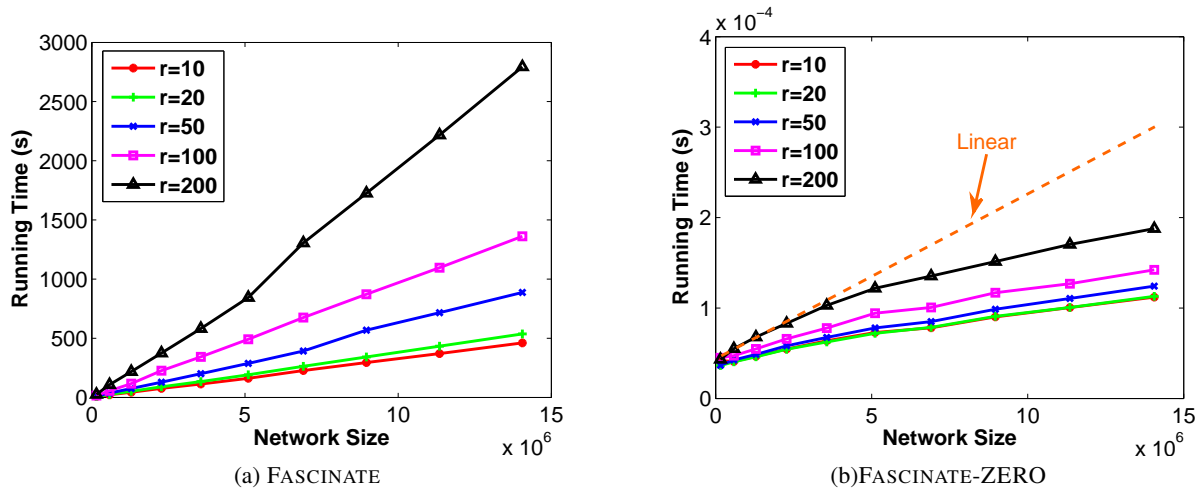 3000
2500
2000
1500
1000
500
0
0
5
10
15
x 10^6
Running Time (s)
Network Size
r=10
r=20
r=50
r=100
r=200
(a) FASCINATE
x 10^-4
4
3
2
1
0
0
5
10
15
x 10^6
Running Time (s)
Network Size
r=10
r=20
r=50
r=100
r=200
Linear
(b)FASCINATE-ZERO